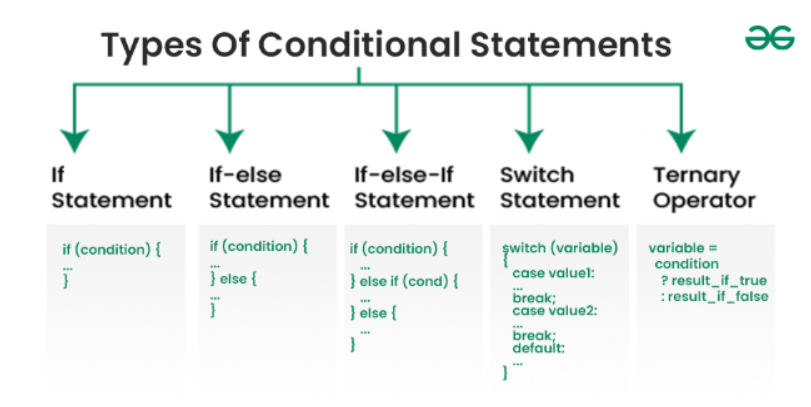 Types Of Conditional Statements
If
Statement
if (condition) {
...
}
If-else
Statement
if (condition) {
...
} else {
...
}
If-else-If
Statement
if (condition) {
...
} else if (cond) {
...
} else {
...
}
Switch
Statement
switch (variable)
{
case value1:
...
break;
case value2:
...
break;
default:
...
}
Ternary
Operator
variable =
condition
? result_if_true
: result_if_false